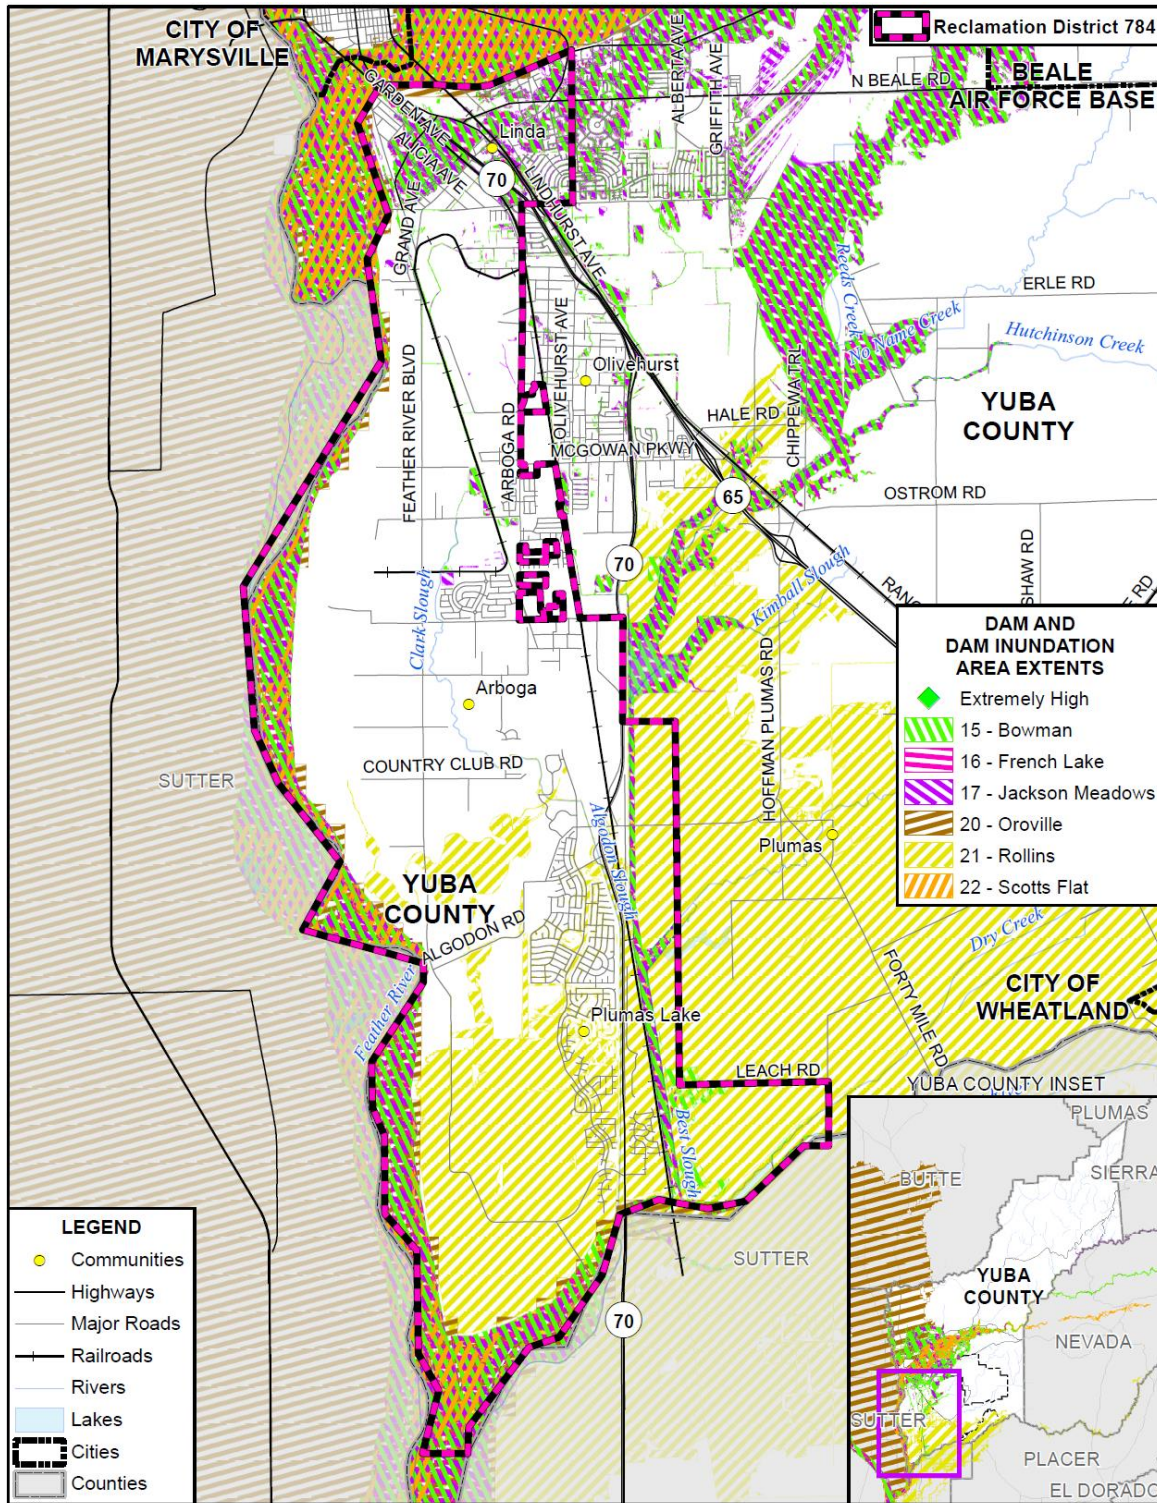 CITY OF
MARYSVILLE
Reclamation District 784
BEALE
AIR FORCE BASE
N BEALE RD
ALBERTA AVE
GRIFFITH AVE
GARDEN AVE
ALICIA AVE
Linda
70
LINDHURST AVE
GRAND AVE
Reeds Creek
No Name Creek
ERLE RD
Hutchinson Creek
FEATHER RIVER BLVD
OLIVEHURST AVE
Olivehurst
ARBOGA RD
HALE RD
CHIPPEWA TRL
MCGOWAN PKWY
YUBA
COUNTY
65
OSTROM RD
SHAW RD
70
Kimball Slough
Clark Slough
Arboga
HOFFMAN PLUMAS RD
DAM AND
DAM INUNDATION
AREA EXTENTS
Extremely High
15 - Bowman
16 - French Lake
17 - Jackson Meadows
20 - Oroville
21 - Rollins
22 - Scotts Flat
SUTTER
COUNTRY CLUB RD
Algodon Slough
Plumas
YUBA
COUNTY
ALGODON RD
Dry Creek
FORTY MILE RD
CITY OF
WHEATLAND
Feather River
Plumas Lake
LEACH RD
Best Slough
SUTTER
70
YUBA COUNTY INSET
PLUMAS
BUTTE
SIERRA
YUBA
COUNTY
NEVADA
SUTTER
PLACER
EL DORADO
LEGEND
Communities
Highways
Major Roads
Railroads
Rivers
Lakes
Cities
Counties